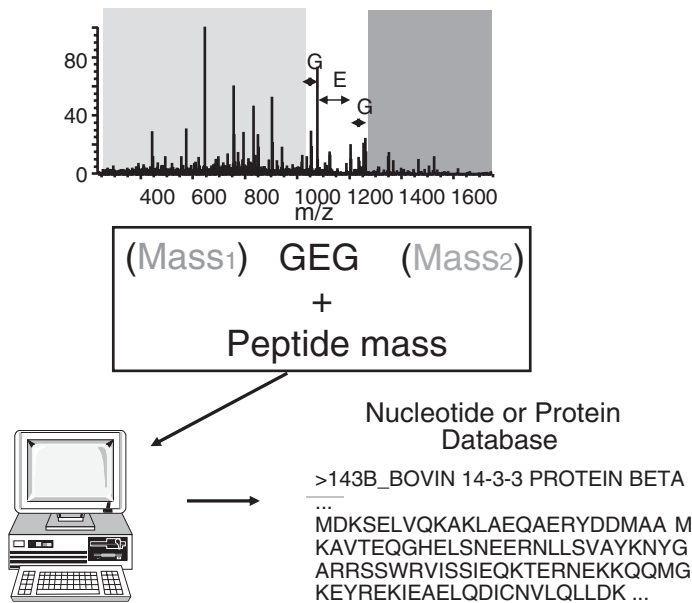 80
40
0
G
E
G
400 600 800 1000 1200 1400 1600
m/z
(Mass1) GEG (Mass2)
+
Peptide mass
Nucleotide or Protein
Database
>143B_BOVIN 14-3-3 PROTEIN BETA
...
MDKSELVQKAKLAEQAERYDDMAA M
KAVTEQGHELSNEERNLLSVAYKNYG
ARRSSWRVISSIEQKTERNEKKQQMG
KEYREKIEAELQDICNVLQLLDK ...